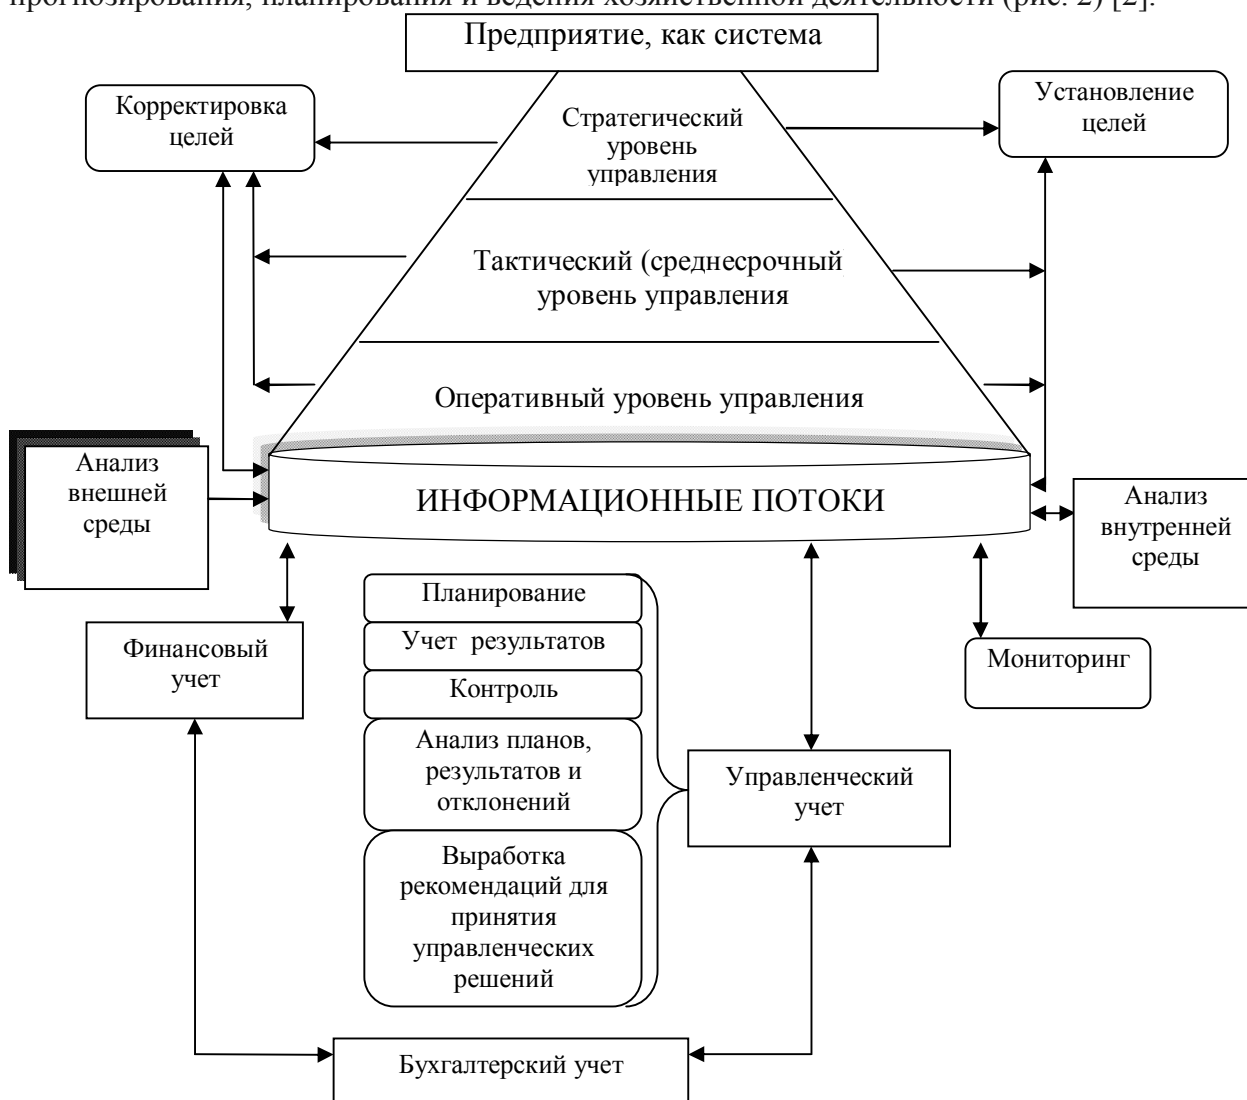 прогнозирования, планирования и ведения хозяйственной деятельности (рис. 2) [2].
Предприятие, как система
Корректировка
целей
Стратегический
уровень
управления
Установление
целей
Тактический (среднесрочный
уровень управления
Оперативный уровень управления
Анализ
внешней
среды
ИНФОРМАЦИОННЫЕ ПОТОКИ
Анализ
внутренней
среды
Финансовый
учет
Планирование
Учет результатов
Контроль
Анализ планов,
результатов и
отклонений
Выработка
рекомендаций для
принятия
управленческих
решений
Управленческий
учет
Мониторинг
Бухгалтерский учет